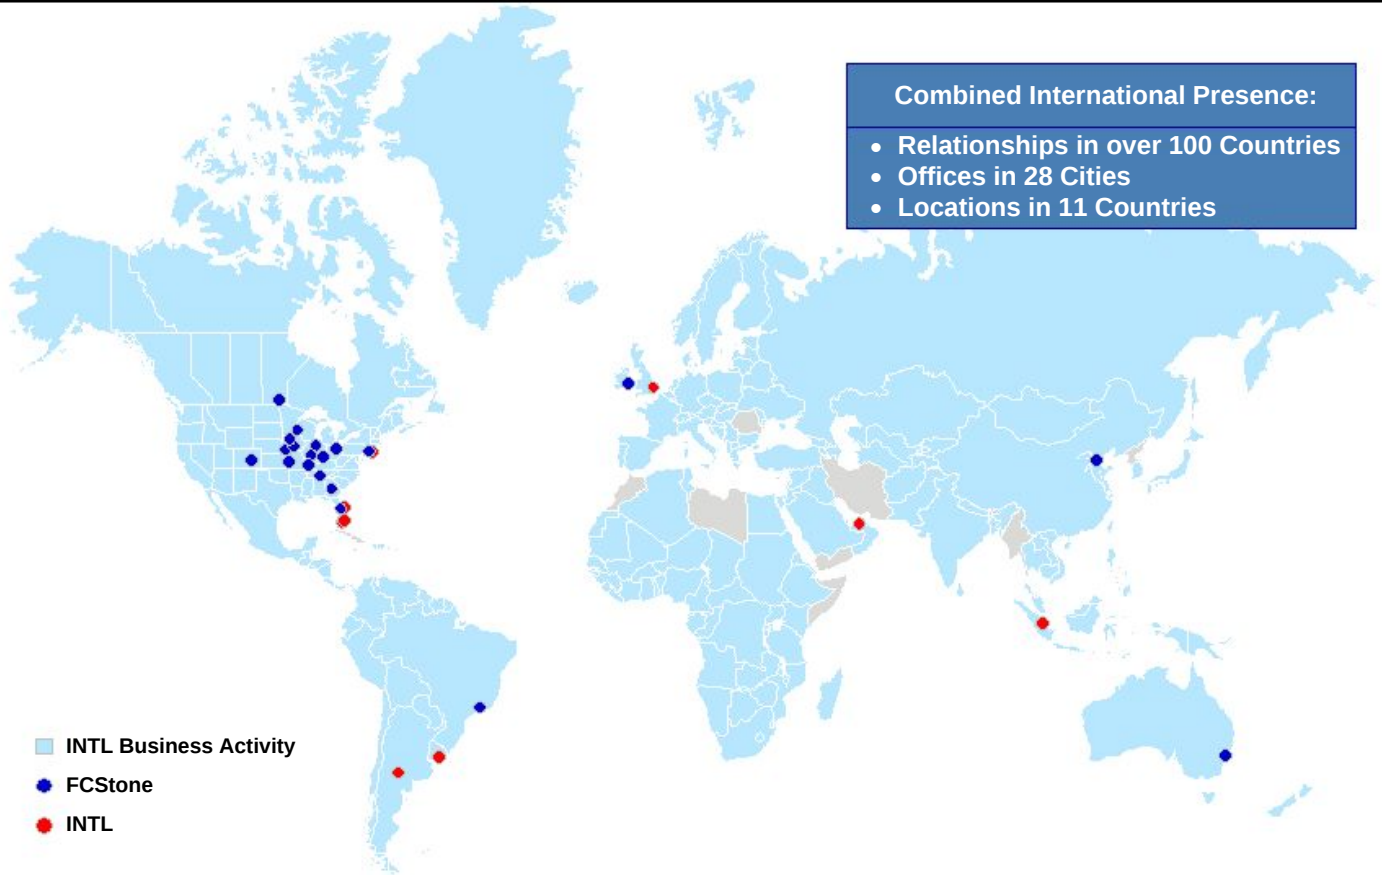 Combined International Presence:
• Relationships in over 100 Countries
• Offices in 28 Cities
• Locations in 11 Countries
INTL Business Activity
FCStone
INTL